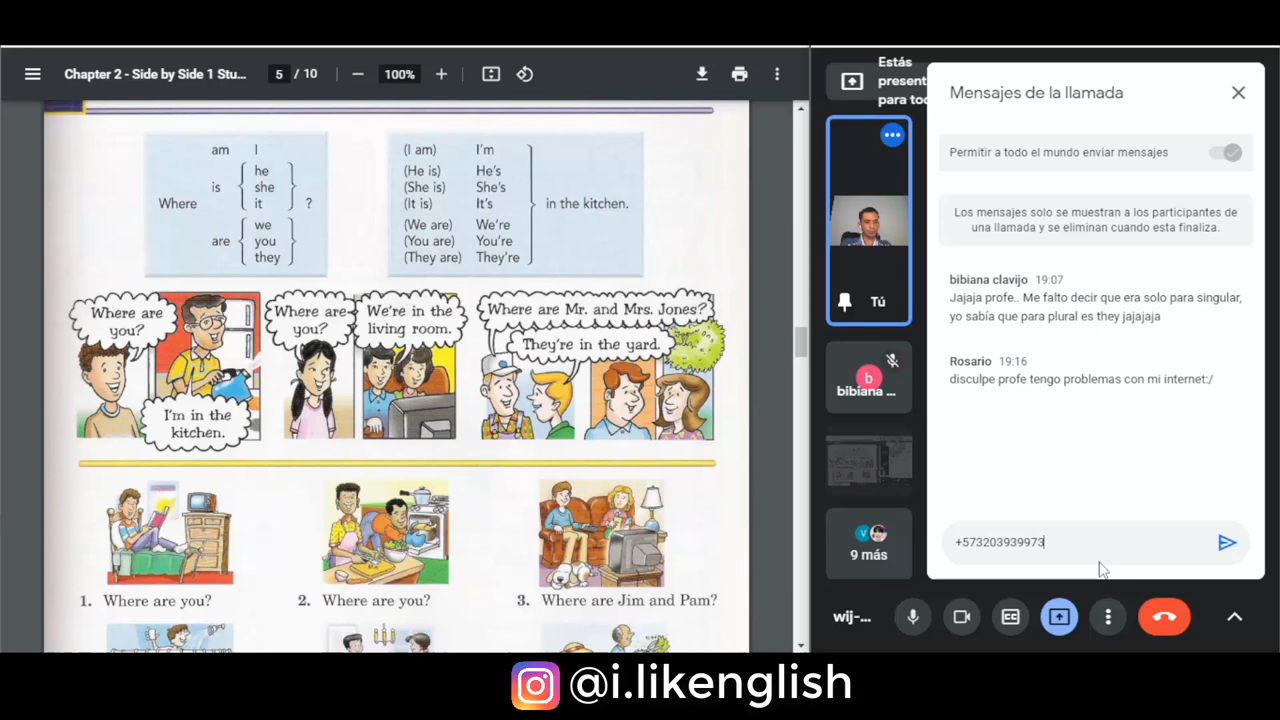 Chapter 2 - Side by Side 1 Stu...
5 / 10
100%
am I
he
is she
it
Where ?
we
are you
they
(I am) I'm
(He is) He's
(She is) She's
(It is) It's
in the kitchen.
(We are) We're
(You are) You're
(They are) They're
Where are
you?
I'm in the
kitchen.
Where are
you?
We're in the
living room.
Where are Mr. and Mrs. Jones?
They're in the yard.
1. Where are you?
2. Where are you?
3. Where are Jim and Pam?
Estás
present
para too
Tú
b
bibiana ...
V
9 más
Mensajes de la llamada
Permitir a todo el mundo enviar mensajes
Los mensajes solo se muestran a los participantes de
una llamada y se eliminan cuando esta finaliza.
bibiana clavijo 19:07
Jajaja profe.. Me falto decir que era solo para singular,
yo sabía que para plural es they jajajaja
Rosario 19:16
disculpe profe tengo problemas con mi internet:/
+573203939973
wij-...
CC
@i.likenglish